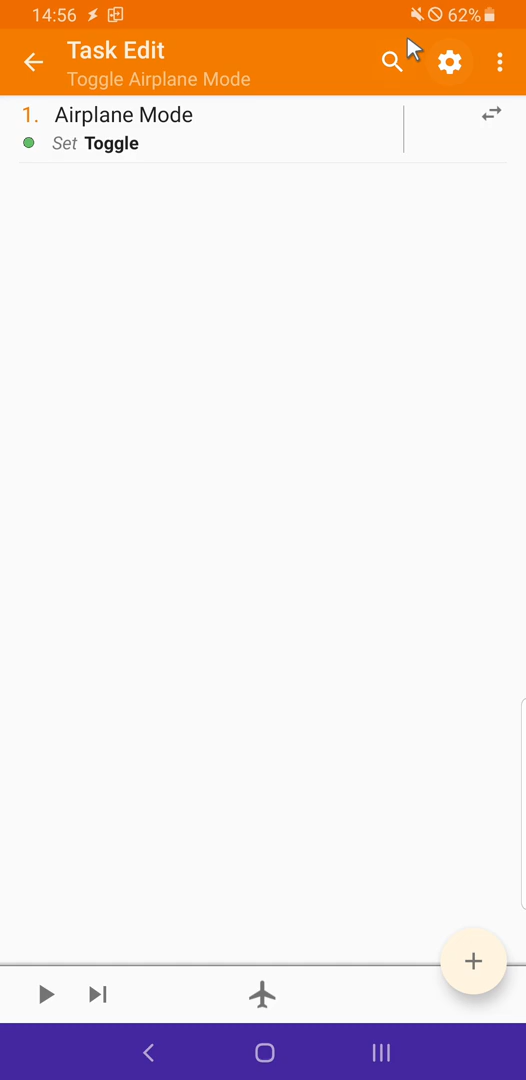 14:56
62%
Task Edit
Toggle Airplane Mode
1. Airplane Mode
Set Toggle